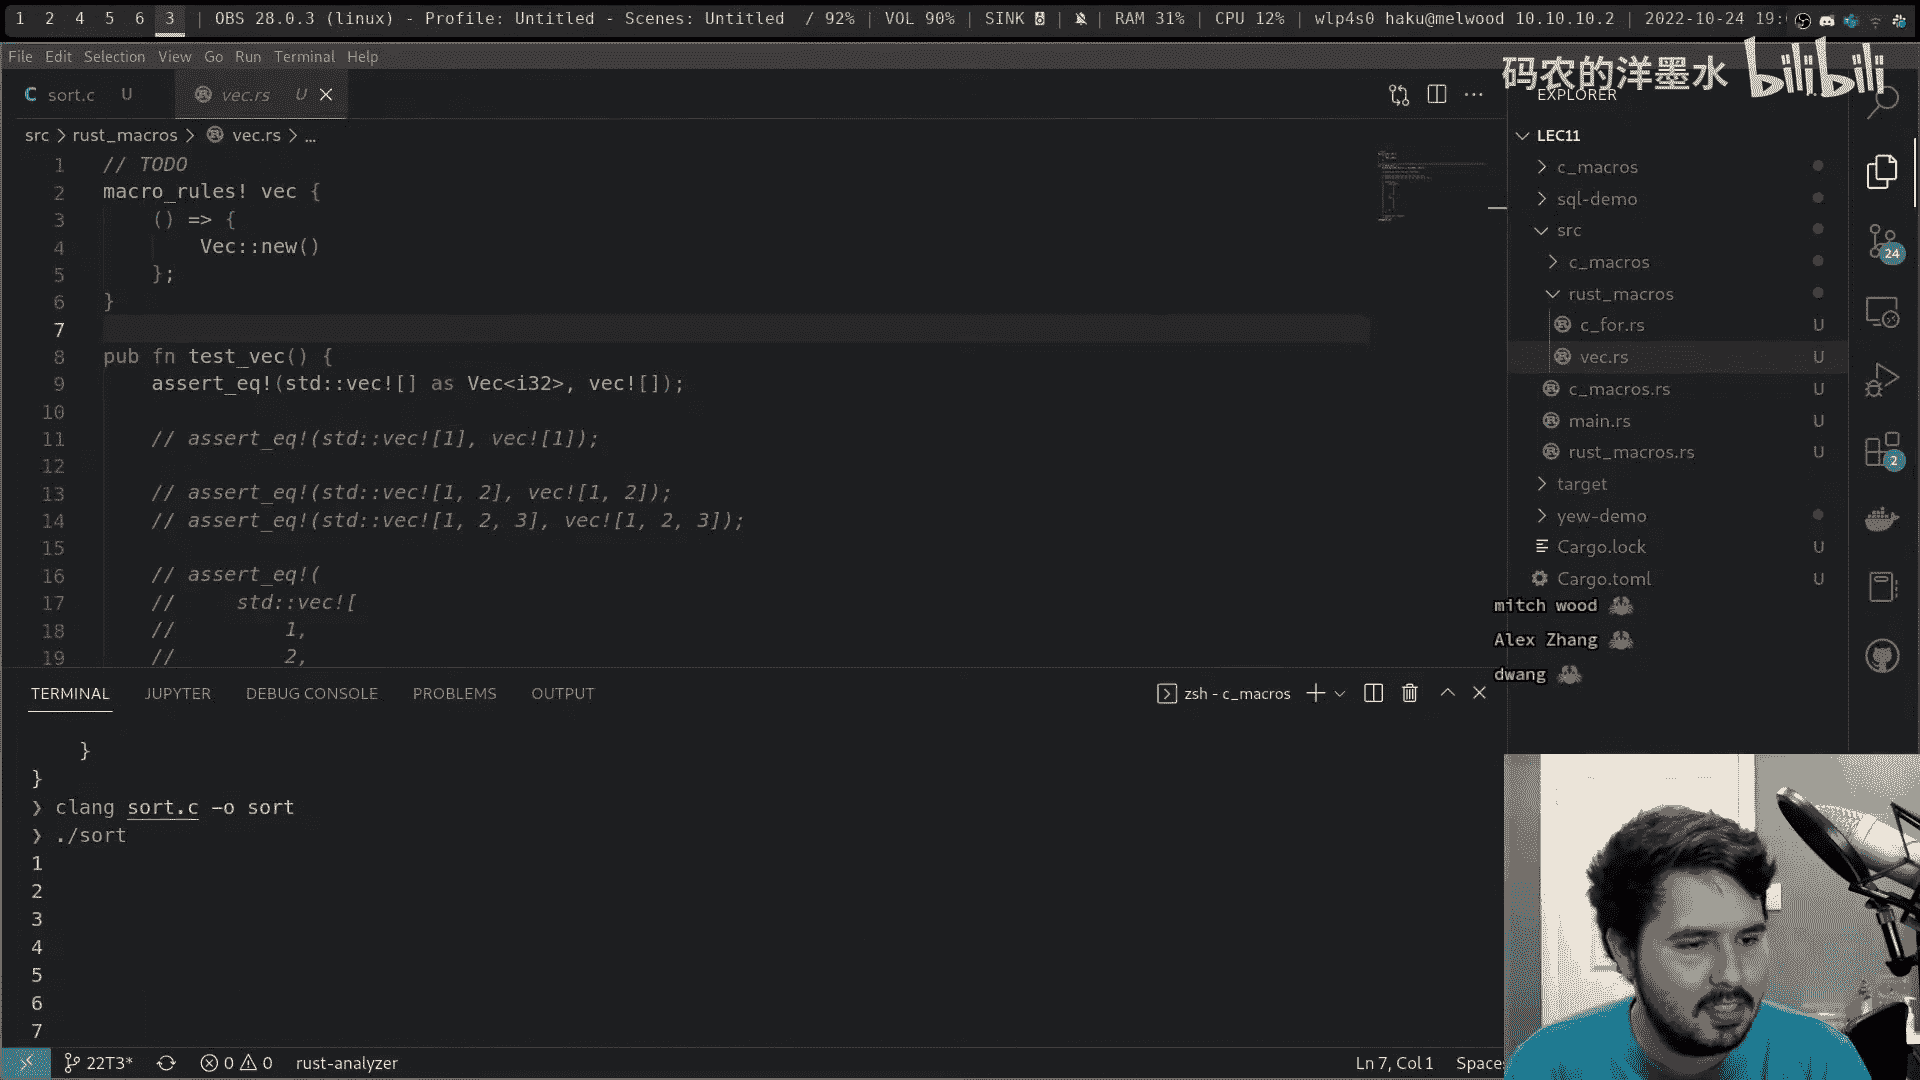 1 2 4 5 6 3 | OBS 28.0.3 (linux) - Profile: Untitled - Scenes: Untitled / 92% | VOL 90% | SINK | | RAM 31% | CPU 12% | wlp4s0 haku@melwood 10.10.10.2 | 2022-10-24 19:
File Edit Selection View Go Run Terminal Help
码农的洋墨水 bilibili
C sort.c U vec.rs U
EXPLORER
src > rust_macros > vec.rs > ...
LEC11
c_macros
sql-demo
src
c_macros
rust_macros
c_for.rs U
vec.rs U
c_macros.rs U
main.rs U
rust_macros.rs U
target
yew-demo
Cargo.lock U
Cargo.toml U
24
2
1 // TODO
2 macro_rules! vec {
3 () => {
4 Vec::new()
5 };
6 }
7
8 pub fn test_vec() {
9 assert_eq!(std::vec![] as Vec<i32>, vec![]);
10
11 // assert_eq!(std::vec![1], vec![1]);
12
13 // assert_eq!(std::vec![1, 2], vec![1, 2]);
14 // assert_eq!(std::vec![1, 2, 3], vec![1, 2, 3]);
15
16 // assert_eq!(
17 // std::vec![
18 // 1,
19 // 2,
mitch wood
Alex Zhang
dwang
TERMINAL JUPYTER DEBUG CONSOLE PROBLEMS OUTPUT
zsh - c_macros
}
}
❯ clang sort.c -o sort
❯ ./sort
1
2
3
4
5
6
7
22T3* 0 0 rust-analyzer
Ln 7, Col 1 Spaces